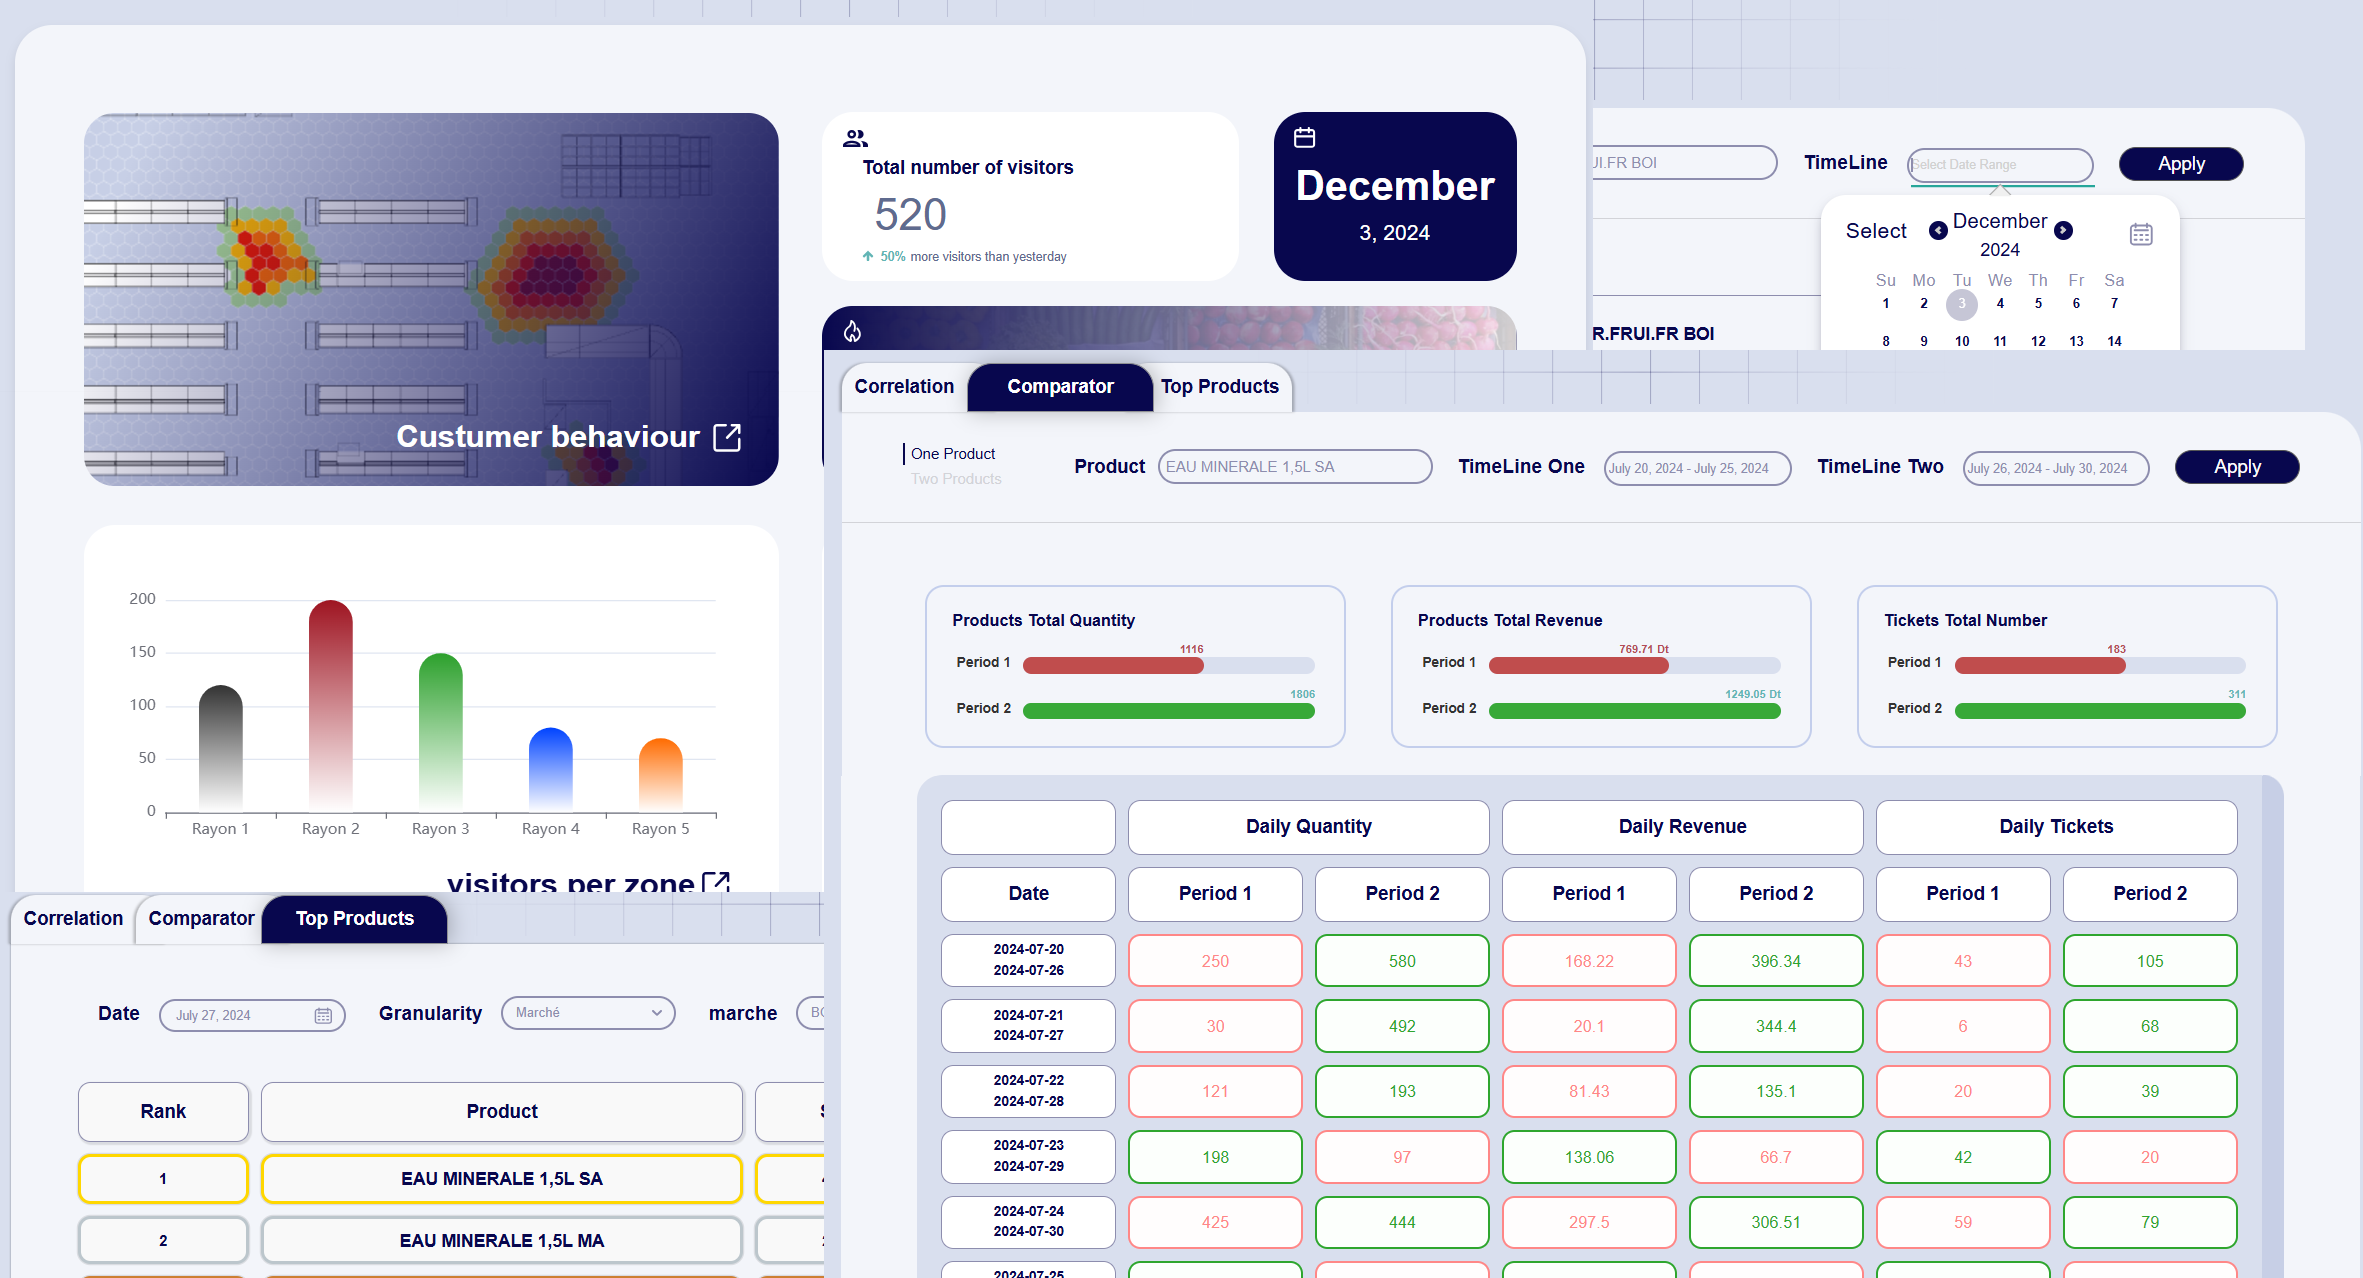 Custumer behaviour
Total number of visitors
520
50% more visitors than yesterday
December
3, 2024
FR BOI
TimeLine
Select Date Range
Apply
Select
December
2024
Su Mo Tu We Th Fr Sa
1 2 3 4 5 6 7
8 9 10 11 12 13 14
R.FRUI.FR BOI
200
150
100
50
0
Rayon 1 Rayon 2 Rayon 3 Rayon 4 Rayon 5
visitors per zone
Correlation Comparator Top Products
One Product
Two Products
Product EAU MINERALE 1,5L SA TimeLine One July 20, 2024 - July 25, 2024 TimeLine Two July 26, 2024 - July 30, 2024 Apply
Products Total Quantity
Period 1 1116
Period 2 1806
Products Total Revenue
Period 1 769.71 Dt
Period 2 1249.05 Dt
Tickets Total Number
Period 1 183
Period 2 311
Daily Quantity Daily Revenue Daily Tickets
Date Period 1 Period 2 Period 1 Period 2 Period 1 Period 2
2024-07-20
2024-07-26
250 580 168.22 396.34 43 105
2024-07-21
2024-07-27
30 492 20.1 344.4 6 68
2024-07-22
2024-07-28
121 193 81.43 135.1 20 39
2024-07-23
2024-07-29
198 97 138.06 66.7 42 20
2024-07-24
2024-07-30
425 444 297.5 306.51 59 79
2024-07-25
Correlation Comparator Top Products
Date July 27, 2024 Granularity Marché marche
Rank Product
1 EAU MINERALE 1,5L SA
2 EAU MINERALE 1,5L MA